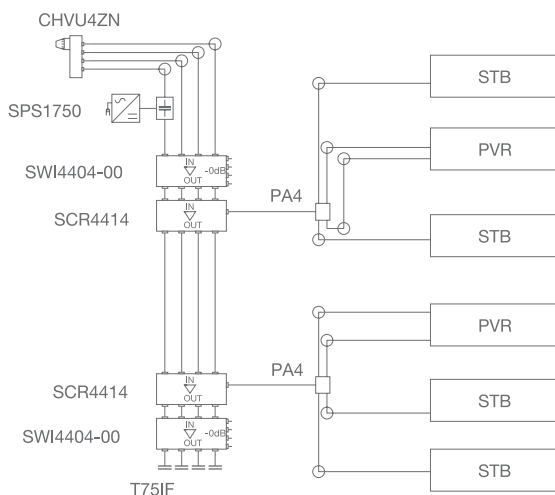 CHVU4ZN
STB
SPS1750
PVR
SWI4404-00
IN
OUT
-0dB
SCR4414
IN
OUT
PA4
STB
PVR
SCR4414
IN
OUT
PA4
STB
SWI4404-00
IN
OUT
-0dB
STB
T75IF